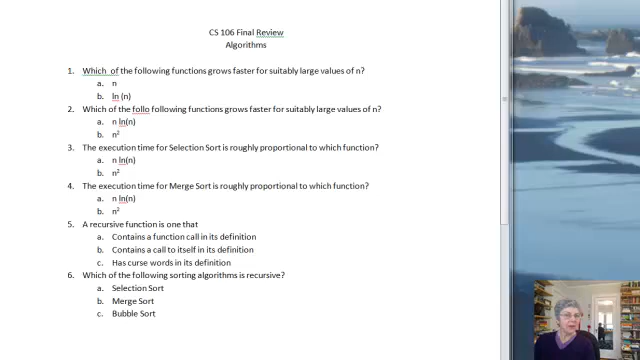 CS 106 Final Review
Algorithms
1. Which of the following functions grows faster for suitably large values of n?
a. n
b. ln (n)
2. Which of the follo following functions grows faster for suitably large values of n?
a. n ln(n)
b. n²
3. The execution time for Selection Sort is roughly proportional to which function?
a. n ln(n)
b. n²
4. The execution time for Merge Sort is roughly proportional to which function?
a. n ln(n)
b. n²
5. A recursive function is one that
a. Contains a function call in its definition
b. Contains a call to itself in its definition
c. Has curse words in its definition
6. Which of the following sorting algorithms is recursive?
a. Selection Sort
b. Merge Sort
c. Bubble Sort